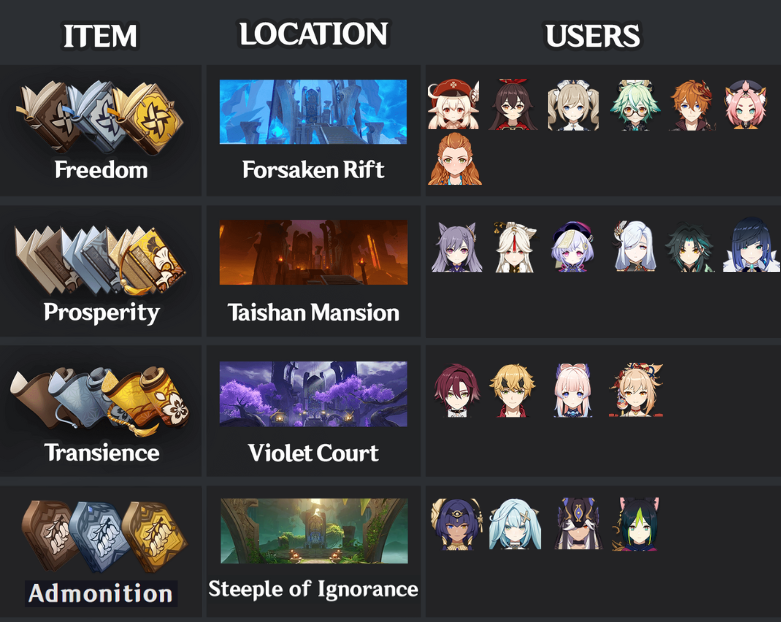 ITEM
LOCATION
USERS
Freedom
Forsaken Rift
Prosperity
Taishan Mansion
Transience
Violet Court
Admonition
Steeple of Ignorance